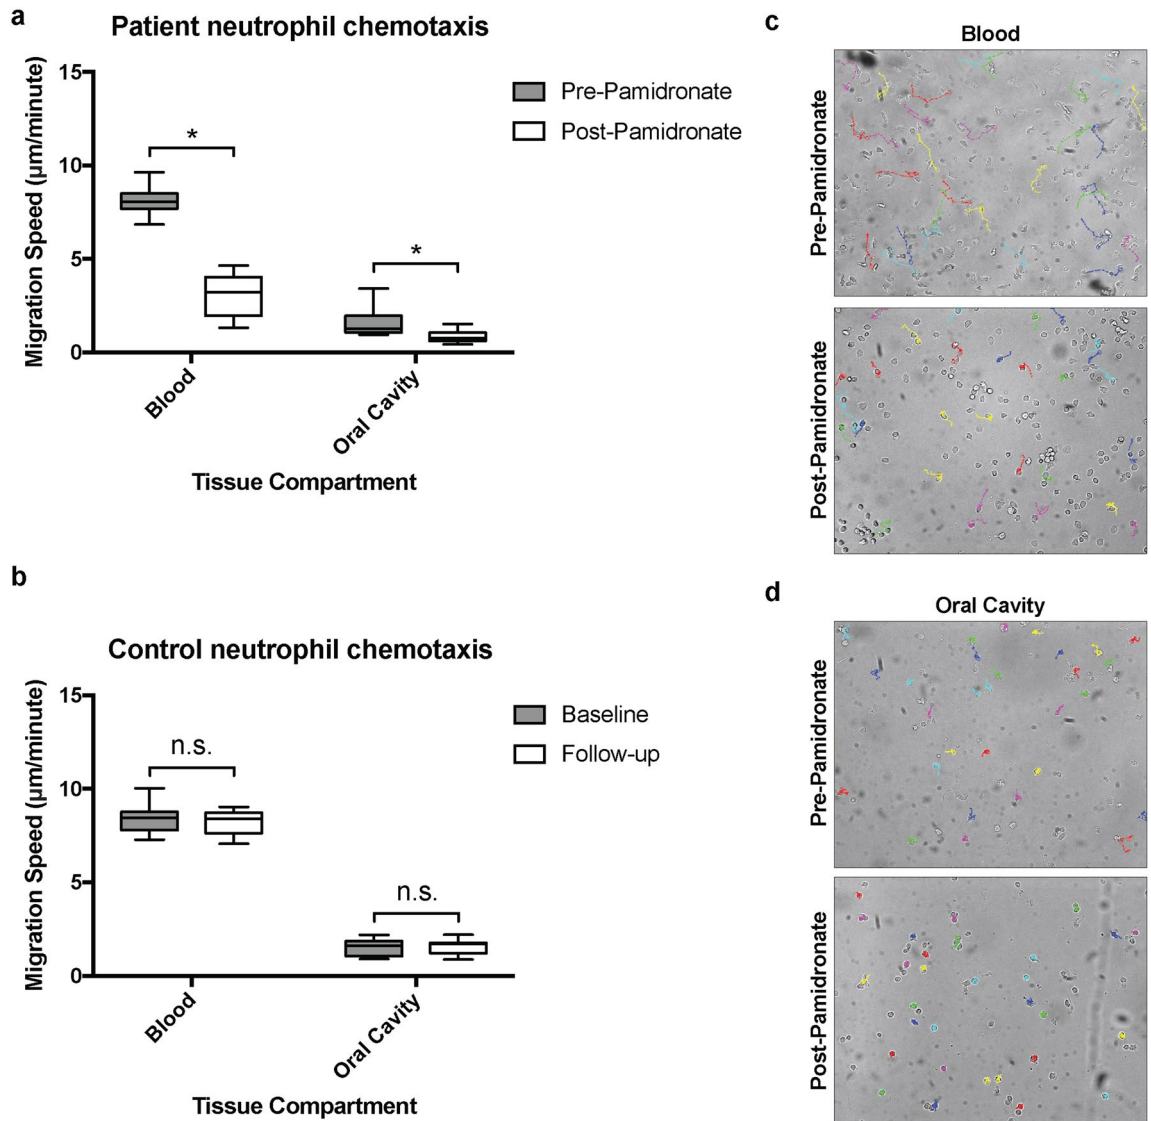 a
Patient neutrophil chemotaxis
Migration Speed (µm/minute)
15
10
5
0
*
*
Pre-Pamidronate
Post-Pamidronate
Blood
Oral Cavity
Tissue Compartment
b
Control neutrophil chemotaxis
Migration Speed (µm/minute)
15
10
5
0
n.s.
n.s.
Baseline
Follow-up
Blood
Oral Cavity
Tissue Compartment
c
Blood
Pre-Pamidronate
Post-Pamidronate
d
Oral Cavity
Pre-Pamidronate
Post-Pamidronate